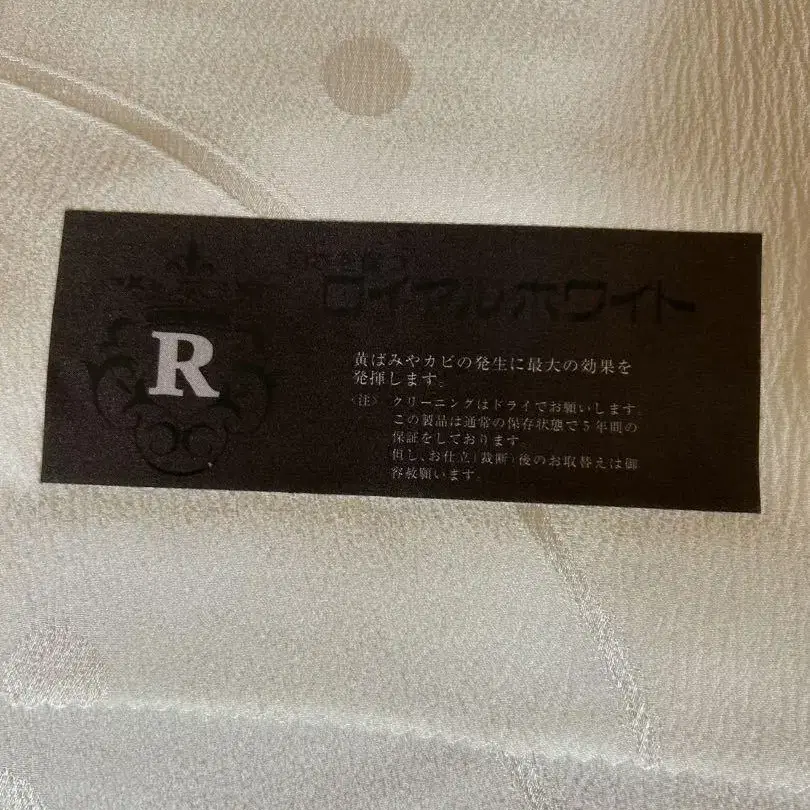 ロイヤルホワイト
R
黄ばみやカビの発生に最大の効果を
発揮します。
〈注〉 クリーニングはドライでお願いします。
この製品は通常の保存状態で5年間の
保証をしております。
但し、お仕立(裁断)後のお取替えは御
容赦願います。